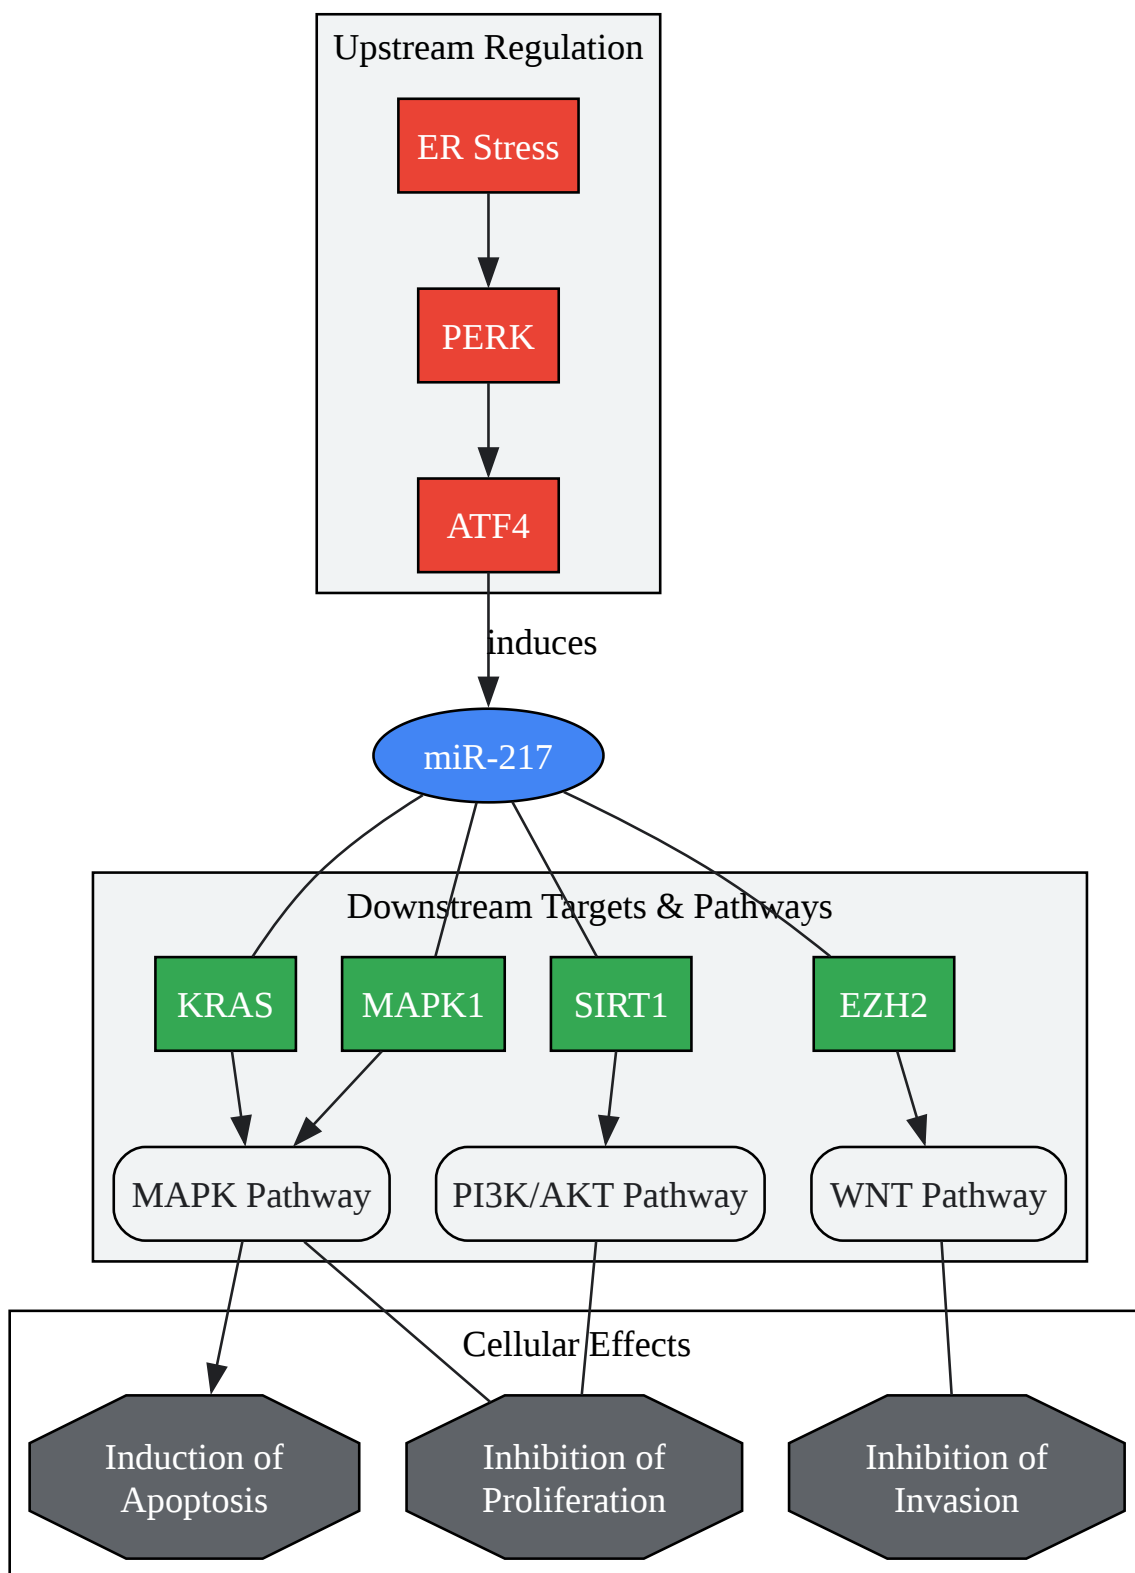 Upstream Regulation
ER Stress
PERK
ATF4
induces
miR-217
Downstream Targets & Pathways
KRAS
MAPK1
SIRT1
EZH2
MAPK Pathway
PI3K/AKT Pathway
WNT Pathway
Cellular Effects
Induction of
Apoptosis
Inhibition of
Proliferation
Inhibition of
Invasion